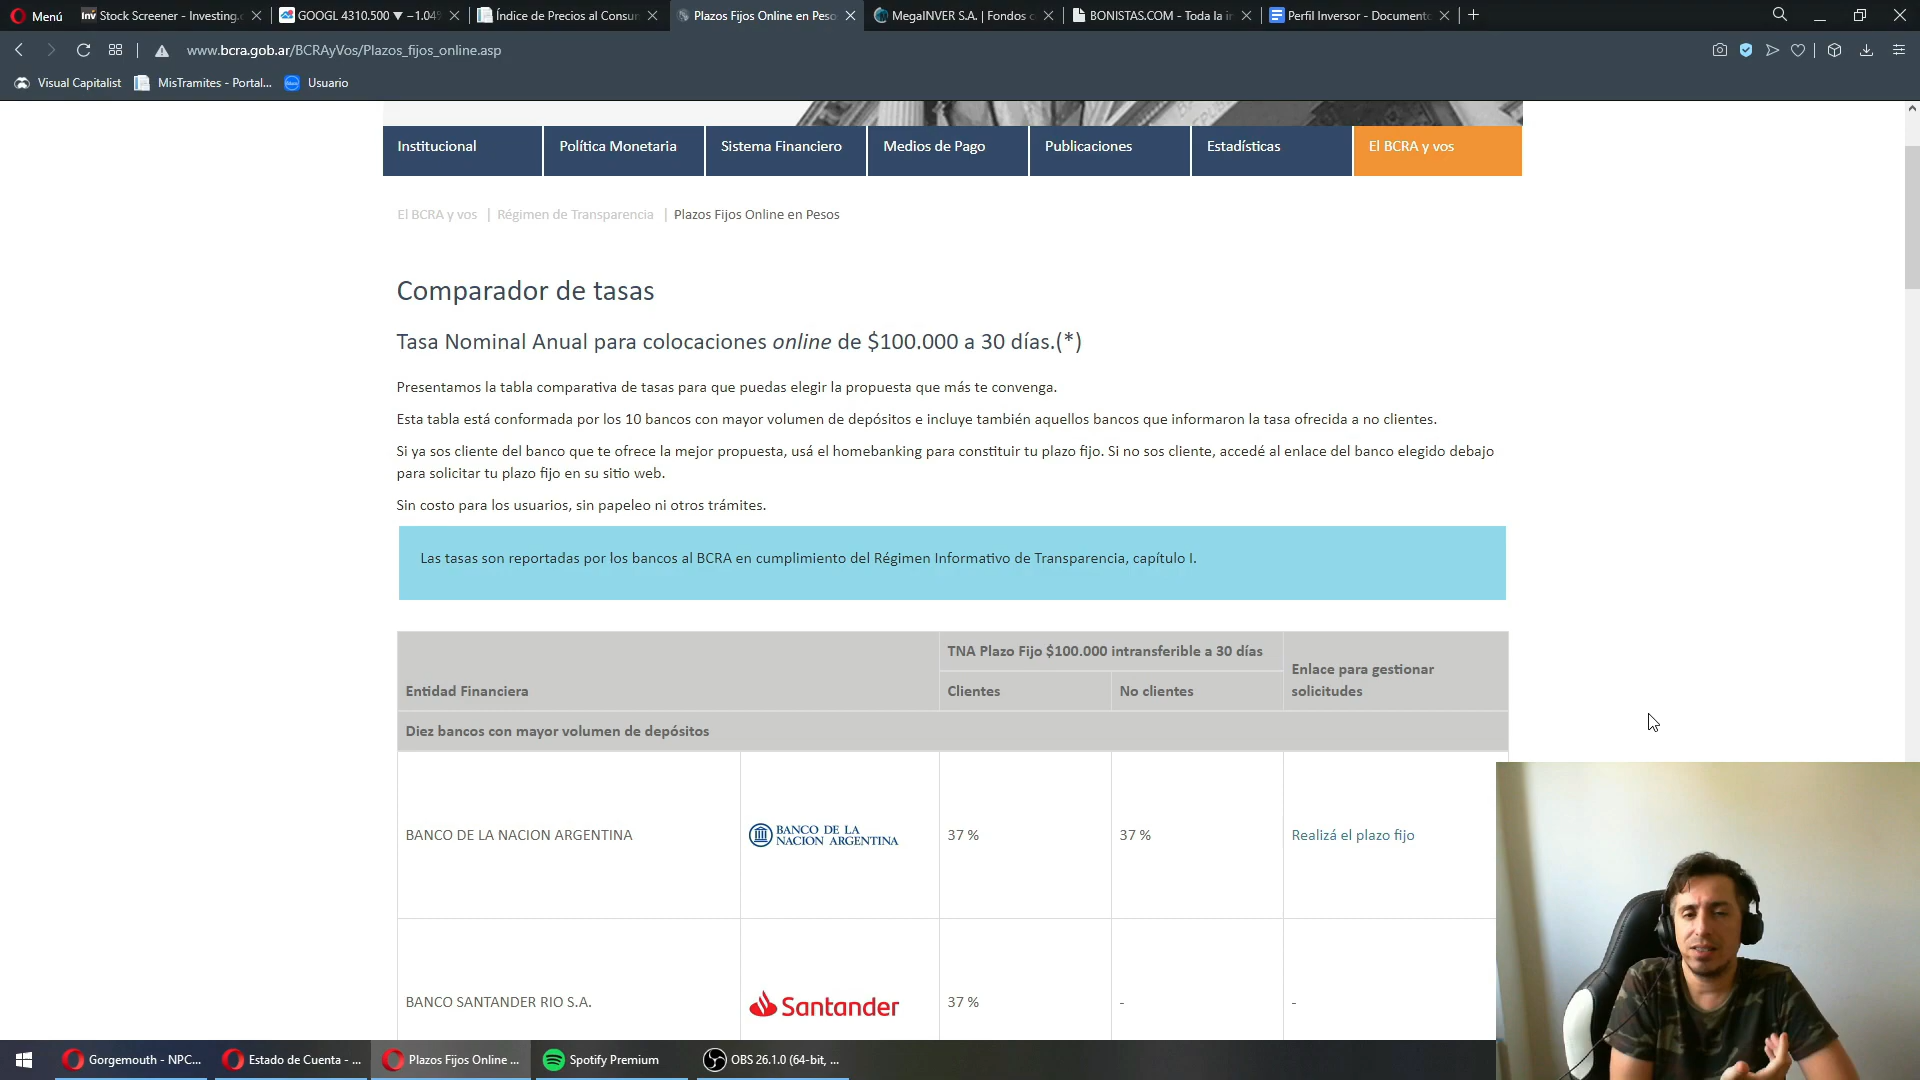 Menú
Stock Screener - Investing.
GOOGL 4310.500 ▼ −1.04%
Índice de Precios al Consum
Plazos Fijos Online en Peso
MegaINVER S.A. | Fondos
BONISTAS.COM - Toda la i
Perfil Inversor - Document
www.bcra.gob.ar/BCRAyVos/Plazos_fijos_online.asp
Visual Capitalist
MisTramites - Portal...
Usuario
Institucional
Política Monetaria
Sistema Financiero
Medios de Pago
Publicaciones
Estadísticas
El BCRA y vos
El BCRA y vos | Régimen de Transparencia | Plazos Fijos Online en Pesos
Comparador de tasas
Tasa Nominal Anual para colocaciones online de $100.000 a 30 días.(*)
Presentamos la tabla comparativa de tasas para que puedas elegir la propuesta que más te convenga.
Esta tabla está conformada por los 10 bancos con mayor volumen de depósitos e incluye también aquellos bancos que informaron la tasa ofrecida a no clientes.
Si ya sos cliente del banco que te ofrece la mejor propuesta, usá el homebanking para constituir tu plazo fijo. Si no sos cliente, accedé al enlace del banco elegido debajo
para solicitar tu plazo fijo en su sitio web.
Sin costo para los usuarios, sin papeleo ni otros trámites.
Las tasas son reportadas por los bancos al BCRA en cumplimiento del Régimen Informativo de Transparencia, capítulo I.
TNA Plazo Fijo $100.000 intransferible a 30 días
Enlace para gestionar
solicitudes
Entidad Financiera
Clientes
No clientes
Diez bancos con mayor volumen de depósitos
BANCO DE LA NACION ARGENTINA
BANCO DE LA
NACION ARGENTINA
37 %
37 %
Realizá el plazo fijo
BANCO SANTANDER RIO S.A.
Santander
37 %
-
-
Gorgemouth - NPC...
Estado de Cuenta - ...
Plazos Fijos Online ...
Spotify Premium
OBS 26.1.0 (64-bit, ...